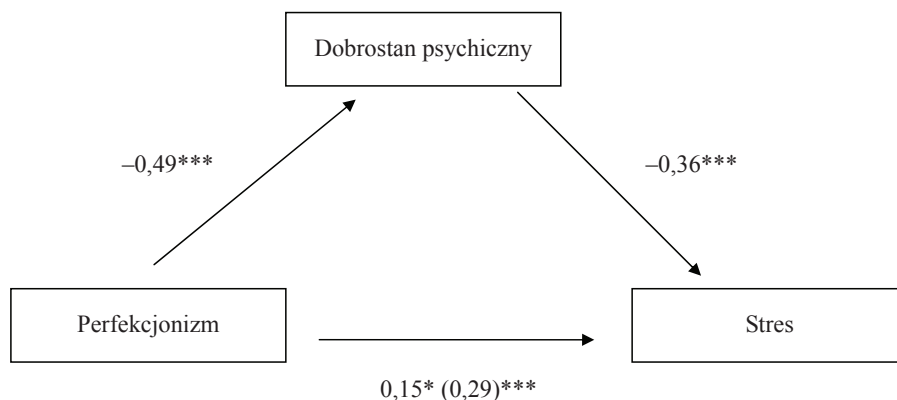 Dobrostan psychiczny
–0,49***
–0,36***
Perfekcjonizm
Stres
0,15* (0,29)***